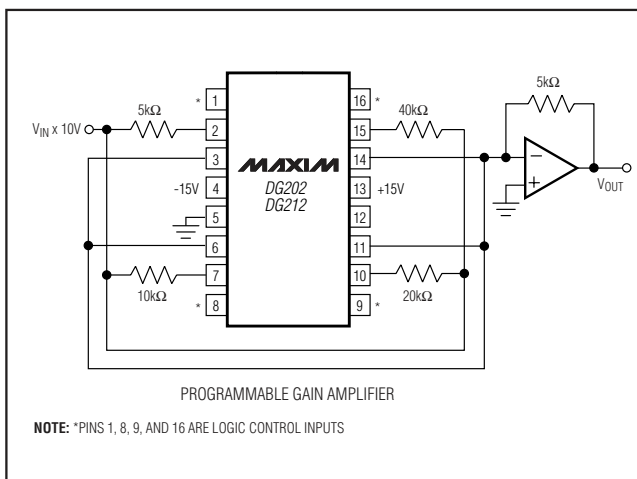 * 1
16 *
5kΩ
5kΩ
40kΩ
VIN x 10V
2
15
3
MAXIM
14
−
-15V
4
DG202
13
+15V
+
VOUT
DG212
5
12
6
11
7
10
10kΩ
20kΩ
* 8
9 *
PROGRAMMABLE GAIN AMPLIFIER
NOTE: *PINS 1, 8, 9, AND 16 ARE LOGIC CONTROL INPUTS